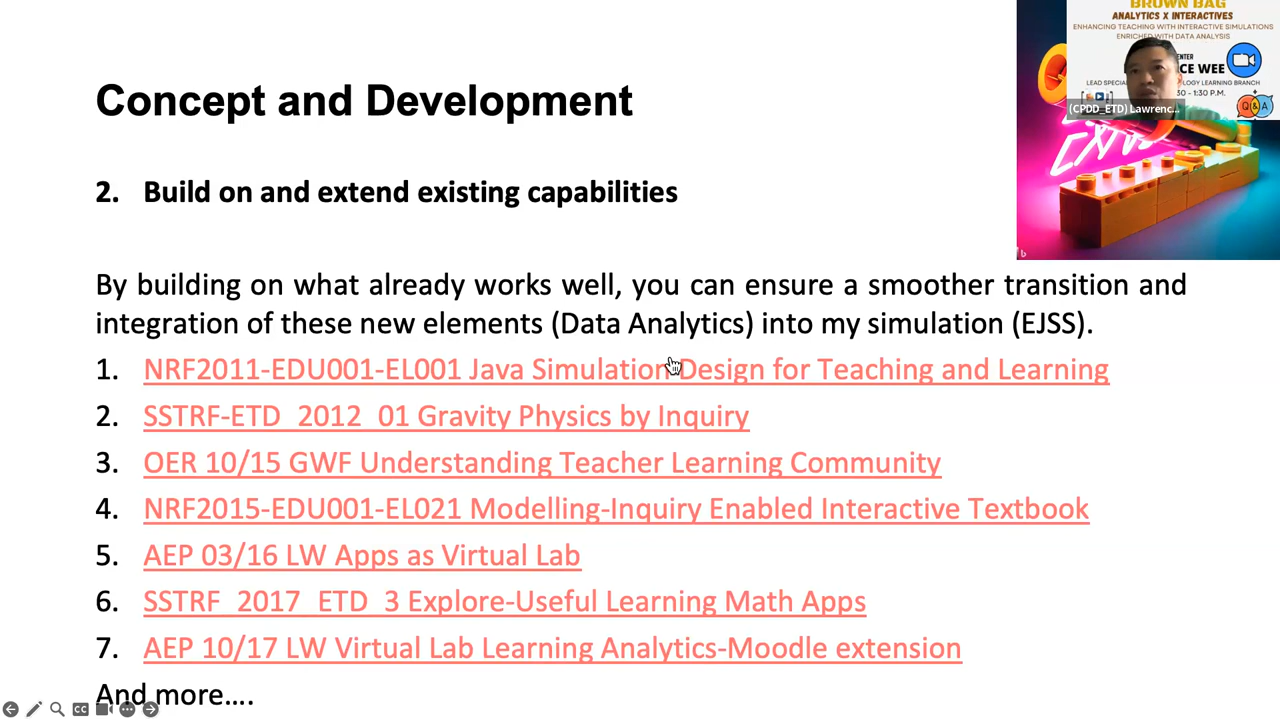 Concept and Development
2. Build on and extend existing capabilities
By building on what already works well, you can ensure a smoother transition and
integration of these new elements (Data Analytics) into my simulation (EJSS).
1. NRF2011-EDU001-EL001 Java Simulation Design for Teaching and Learning
2. SSTRF-ETD_2012_01 Gravity Physics by Inquiry
3. OER 10/15 GWF Understanding Teacher Learning Community
4. NRF2015-EDU001-EL021 Modelling-Inquiry Enabled Interactive Textbook
5. AEP 03/16 LW Apps as Virtual Lab
6. SSTRF_2017_ETD_3 Explore-Useful Learning Math Apps
7. AEP 10/17 LW Virtual Lab Learning Analytics-Moodle extension
And more….
BROWN BAG
ANALYTICS X INTERACTIVES
ENHANCING TEACHING WITH INTERACTIVE SIMULATIONS
ENRICHED WITH DATA ANALYSIS
CE WEE
LEAD
LEARNING BRANCH
1:30 P.M.
Q&A
(CPDD_ETD) Lawrenc...
CC
b